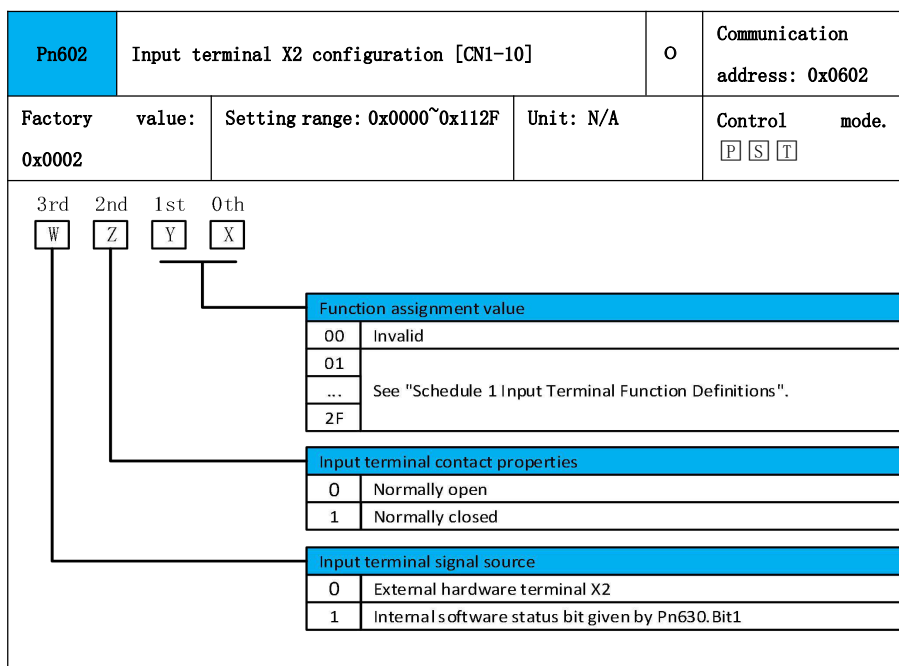 Pn602
Input terminal X2 configuration [CN1-10]
O
Communication
address: 0x0602
Factory value:
0x0002
Setting range: 0x0000~0x112F
Unit: N/A
Control mode.
P S T
3rd 2nd 1st 0th
W Z Y X
Function assignment value
00 Invalid
01
... See "Schedule 1 Input Terminal Function Definitions".
2F
Input terminal contact properties
0 Normally open
1 Normally closed
Input terminal signal source
0 External hardware terminal X2
1 Internal software status bit given by Pn630.Bit1